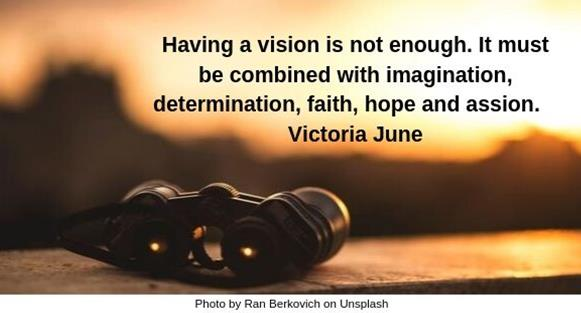 Having a vision is not enough. It must
be combined with imagination,
determination, faith, hope and assion.
Victoria June
Photo by Ran Berkovich on Unsplash